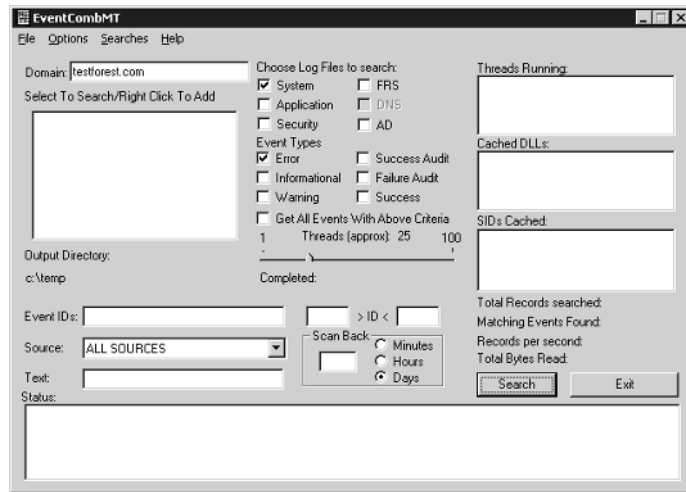 EventCombMT
File Options Searches Help
Domain: testforest.com
Select To Search/Right Click To Add
Output Directory:
c:\temp
Choose Log Files to search:
System FRS
Application DNS
Security AD
Event Types
Error Success Audit
Informational Failure Audit
Warning Success
Get All Events With Above Criteria
1 Threads (approx): 25 100
Completed:
Threads Running:
Cached DLLs:
SIDs Cached:
Total Records searched:
Matching Events Found:
Records per second:
Total Bytes Read:
Event IDs: > ID <
Source: ALL SOURCES
Text:
Scan Back
Minutes
Hours
Days
Search Exit
Status: